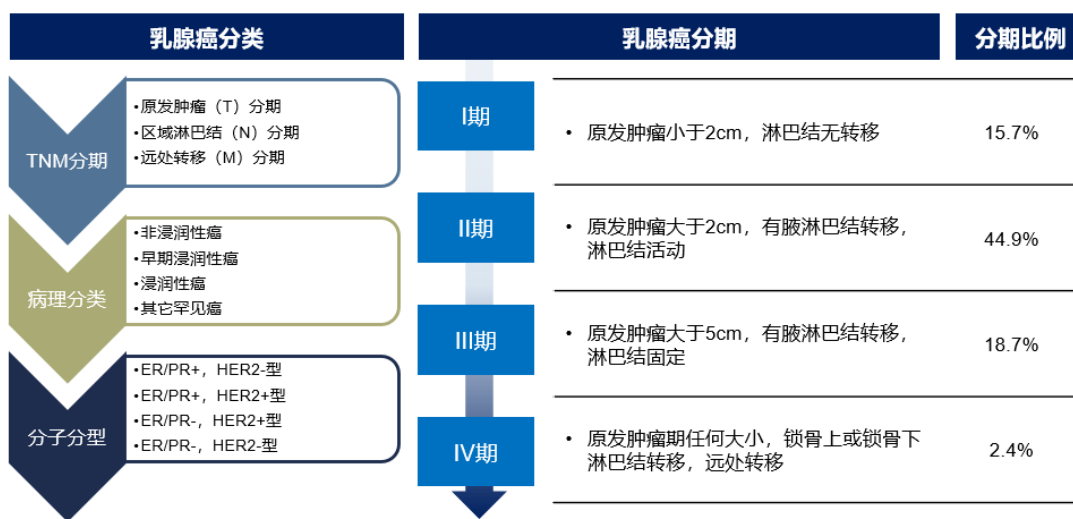 乳腺癌分类
TNM分期
•原发肿瘤（T）分期
•区域淋巴结（N）分期
•远处转移（M）分期
病理分类
•非浸润性癌
•早期浸润性癌
•浸润性癌
•其它罕见癌
分子分型
•ER/PR+，HER2-型
•ER/PR+，HER2+型
•ER/PR-，HER2+型
•ER/PR-，HER2-型
乳腺癌分期
分期比例
I期
• 原发肿瘤小于2cm，淋巴结无转移
15.7%
II期
• 原发肿瘤大于2cm，有腋淋巴结转移，
淋巴结活动
44.9%
III期
• 原发肿瘤大于5cm，有腋淋巴结转移，
淋巴结固定
18.7%
IV期
• 原发肿瘤期任何大小，锁骨上或锁骨下
淋巴结转移，远处转移
2.4%